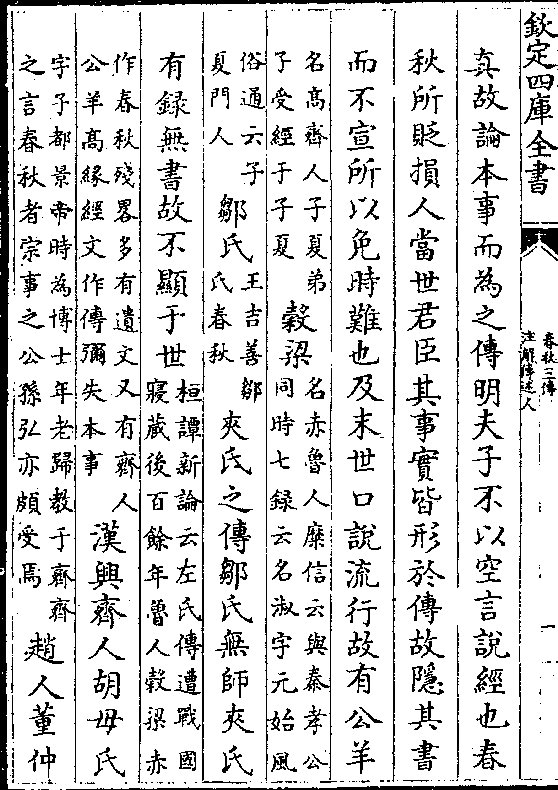 欽定四庫全書
春秋三傳
注解傳述人
一
真故論本事而為之傳明夫子不以空言說經也春
秋所貶損人當世君臣其事實皆形於傳故隱其書
而不宣所以免時難也及末世口說流行故有公羊
名高齊人子夏弟子受經于子夏穀梁名赤魯人糜信云與秦孝公同時七録云名淑字元始風
俗通云子夏門人鄒氏王吉善鄒氏春秋夾氏之傳鄒氏無師夾氏
有録無書故不顯于世桓譚新論云左氏傳遭戰國寢藏後百餘年魯人穀梁赤
作春秋殘畧多有遺文又有齊人公羊高緣經文作傳彌失本事漢興齊人胡母氏
字子都景帝時為博士年老歸教于齊齊之言春秋者宗事之公孫弘亦頗受焉趙人董仲